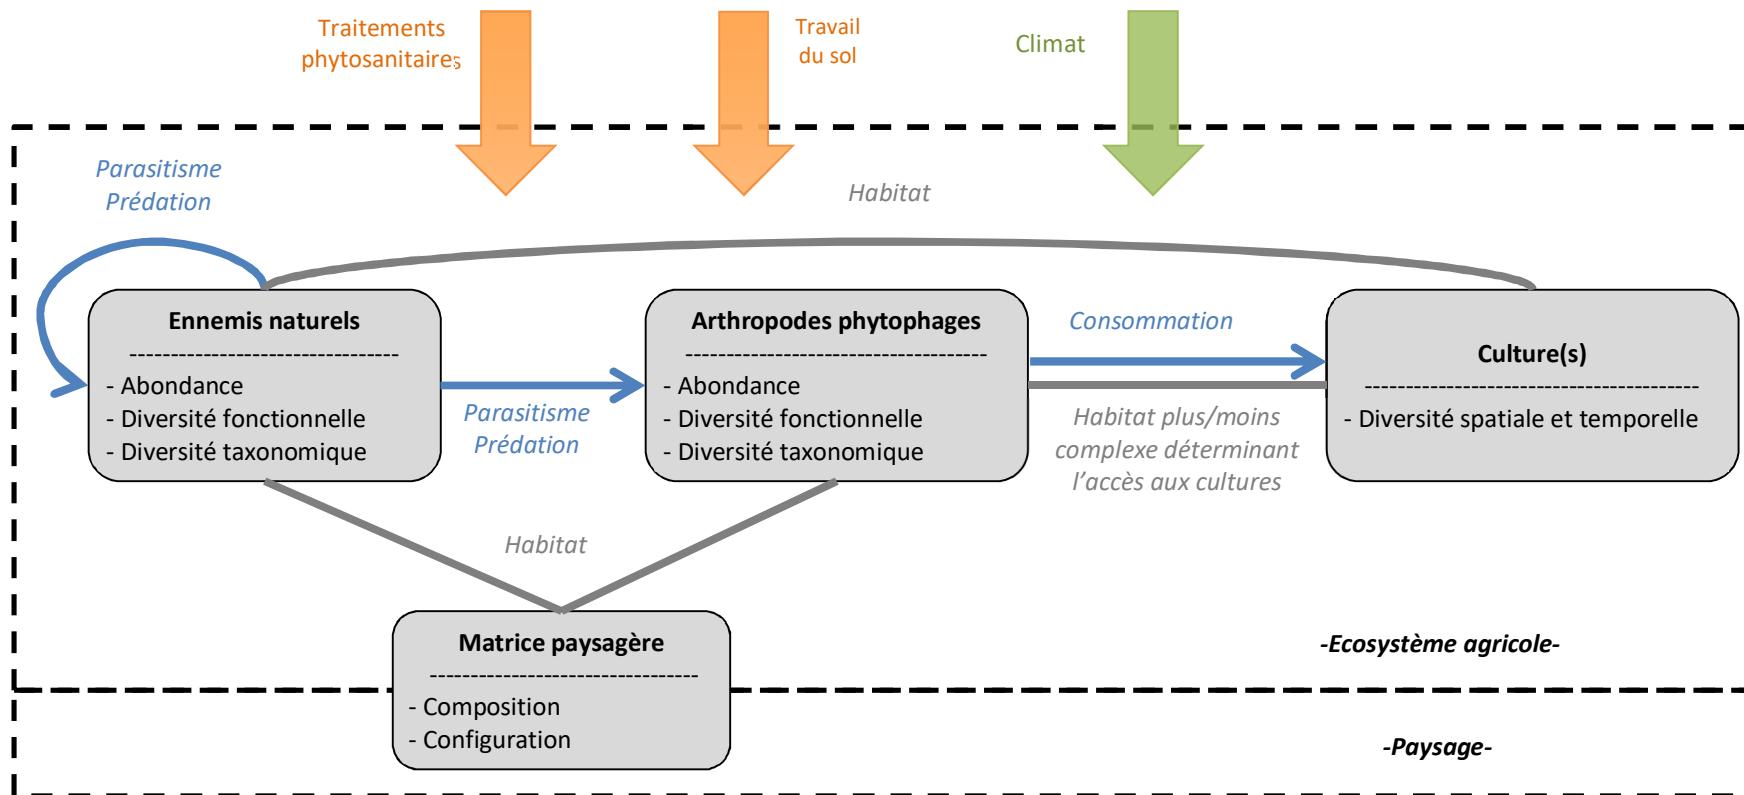 Traitements
phytosanitaires
Travail
du sol
Climat
Parasitisme
Prédation
Habitat
Ennemis naturels
---------------------------------
- Abondance
- Diversité fonctionnelle
- Diversité taxonomique
Parasitisme
Prédation
Arthropodes phytophages
-------------------------------------
- Abondance
- Diversité fonctionnelle
- Diversité taxonomique
Consommation
Habitat plus/moins
complexe déterminant
l’accès aux cultures
Culture(s)
-----------------------------------------
- Diversité spatiale et temporelle
Habitat
Matrice paysagère
---------------------------------
- Composition
- Configuration
-Ecosystème agricole-
-Paysage-